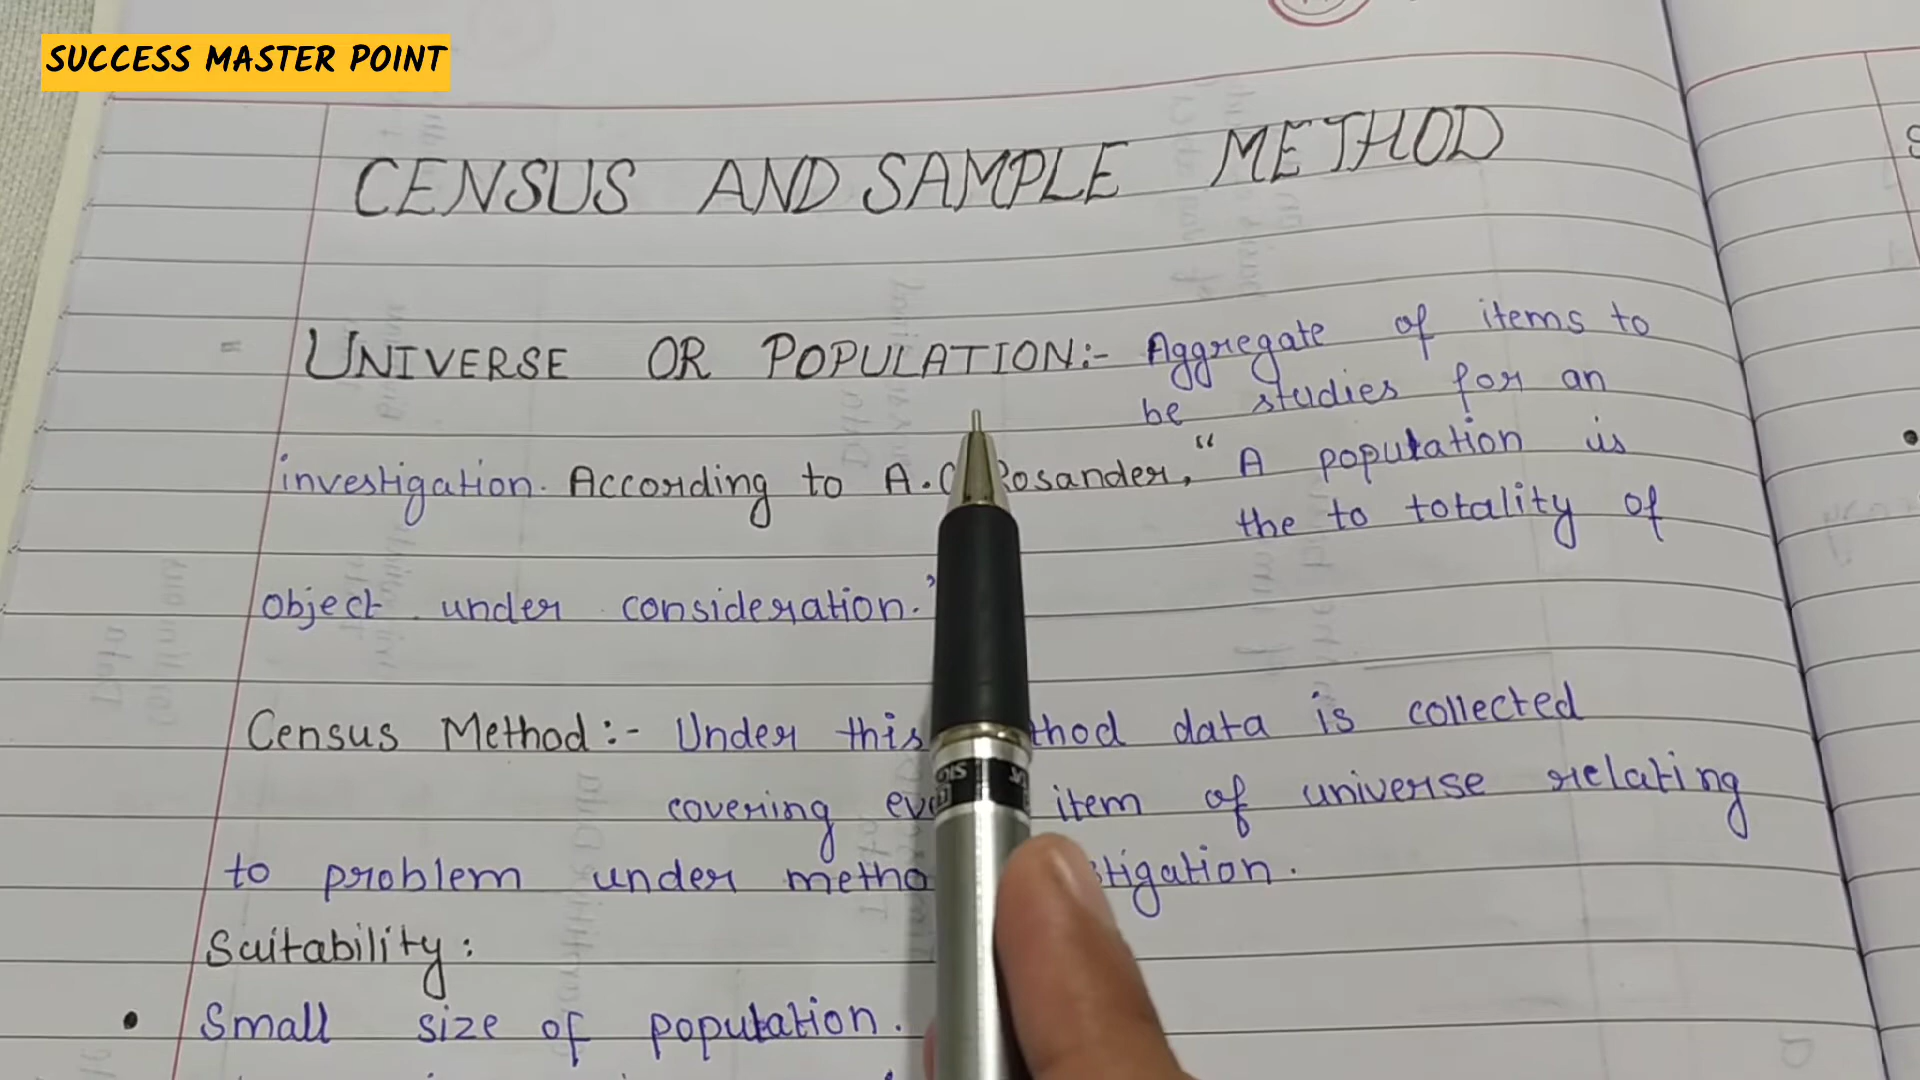 SUCCESS MASTER POINT
CENSUS AND SAMPLE METHOD
= UNIVERSE OR POPULATION:- Aggregate of items to
be studies for an
investigation. According to A.C Rosander, " A population is
the to totality of
object under consideration."
Census Method:- Under this thod data is collected
covering eve item of universe relating
to problem under metho stigation.
Suitability:
• Small size of population.